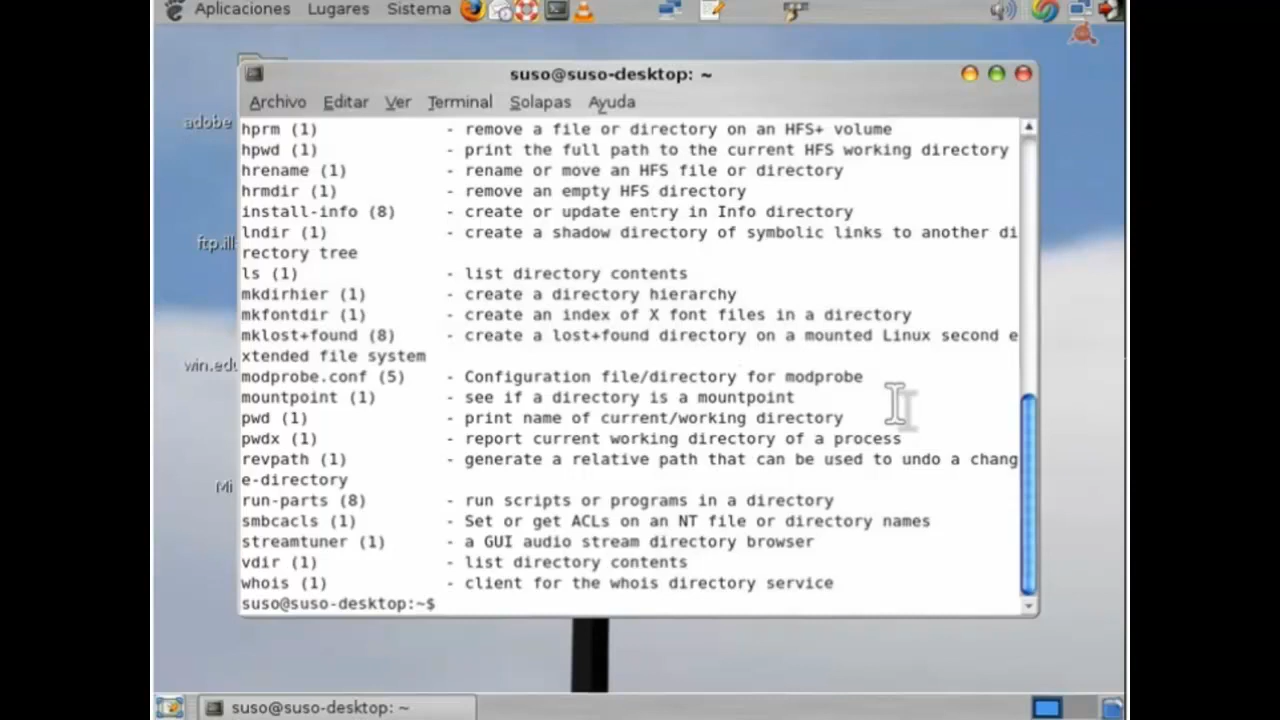 Aplicaciones Lugares Sistema
suso@suso-desktop: ~
Archivo Editar Ver Terminal Solapas Ayuda
adobe
ftp.ill
win.edu
Mi
hprm (1) - remove a file or directory on an HFS+ volume
hpwd (1) - print the full path to the current HFS working directory
hrename (1) - rename or move an HFS file or directory
hrmdir (1) - remove an empty HFS directory
install-info (8) - create or update entry in Info directory
lndir (1) - create a shadow directory of symbolic links to another di
rectory tree
ls (1) - list directory contents
mkdirhier (1) - create a directory hierarchy
mkfontdir (1) - create an index of X font files in a directory
mklost+found (8) - create a lost+found directory on a mounted Linux second e
xtended file system
modprobe.conf (5) - Configuration file/directory for modprobe
mountpoint (1) - see if a directory is a mountpoint
pwd (1) - print name of current/working directory
pwdx (1) - report current working directory of a process
revpath (1) - generate a relative path that can be used to undo a chang
e-directory
run-parts (8) - run scripts or programs in a directory
smbcacls (1) - Set or get ACLs on an NT file or directory names
streamtuner (1) - a GUI audio stream directory browser
vdir (1) - list directory contents
whois (1) - client for the whois directory service
suso@suso-desktop:~$
suso@suso-desktop: ~